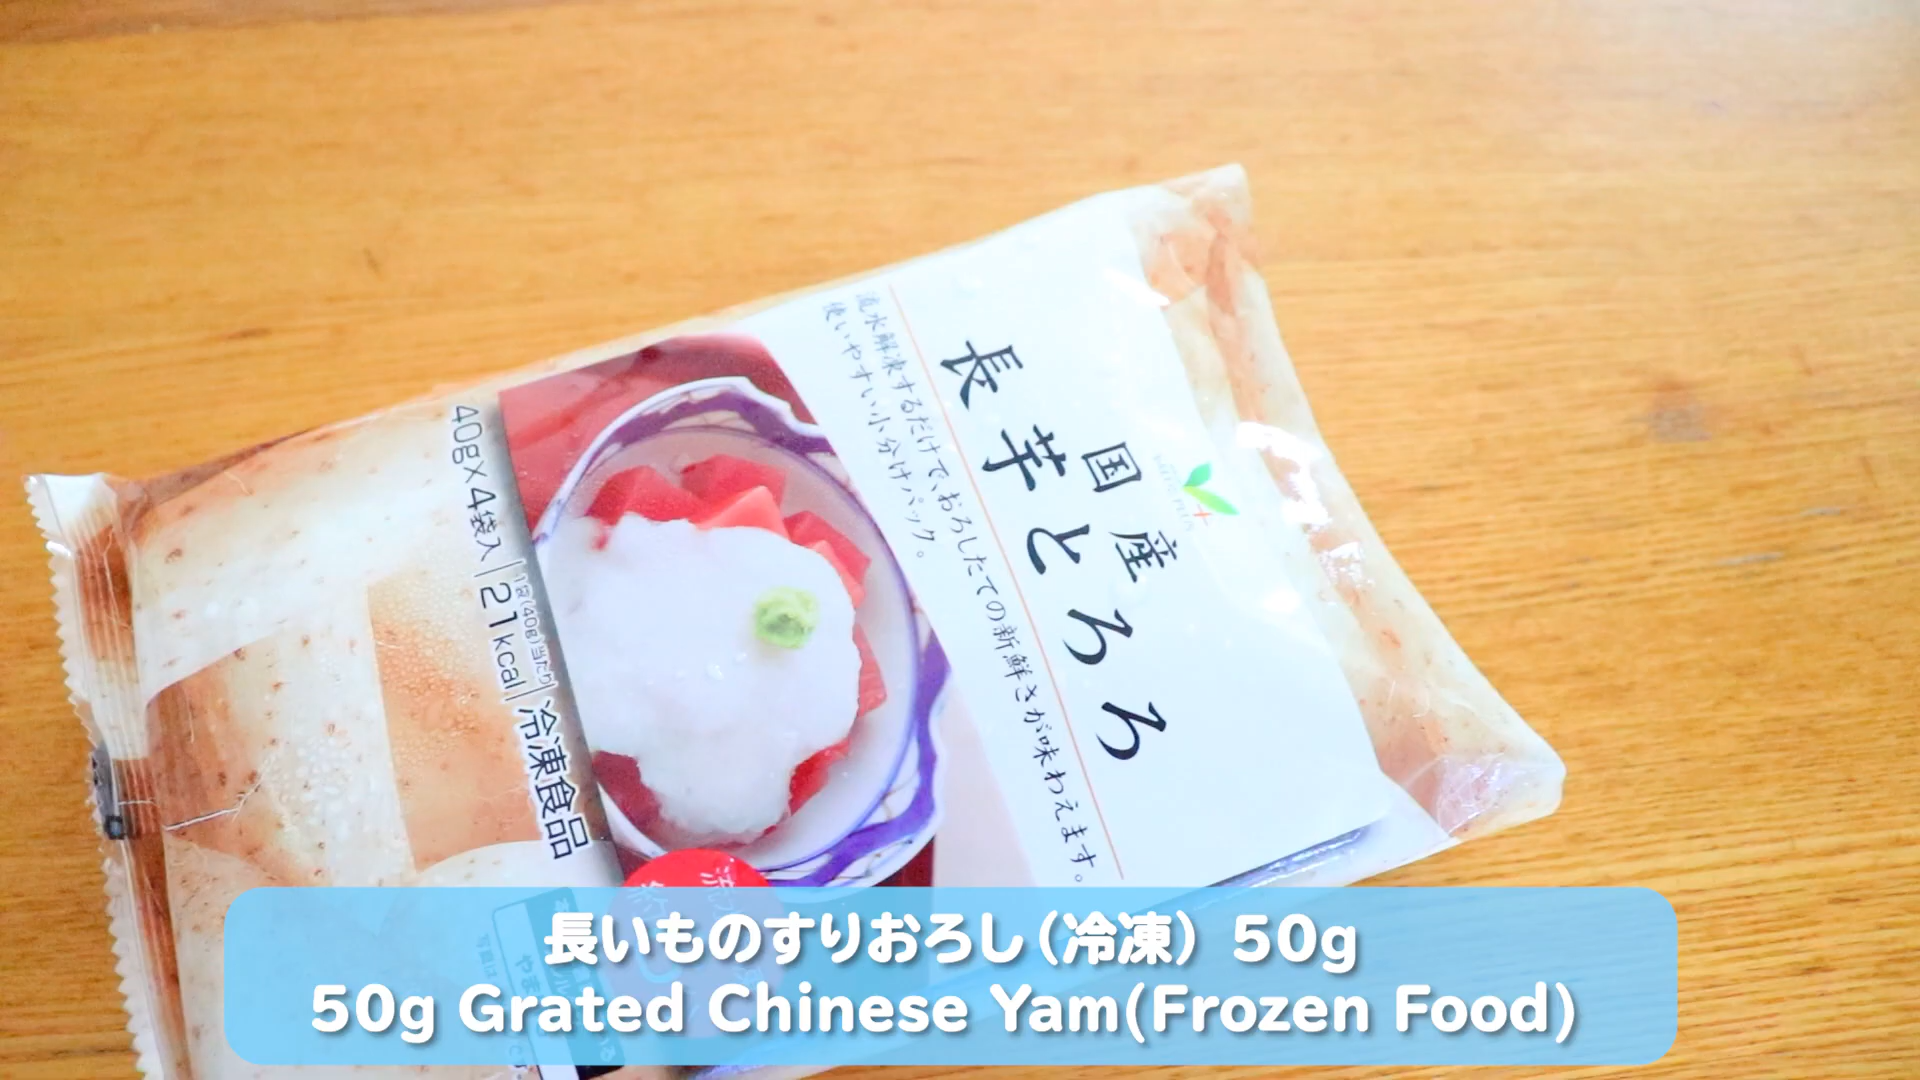 国産
長芋とろろ
流水解凍するだけで、おろしたての新鮮さが味わえます。
使いやすい小分けパック。
40g×4袋入
1袋(40g)当たり
21kcal
冷凍食品
長いものすりおろし（冷凍） 50g
50g Grated Chinese Yam(Frozen Food)